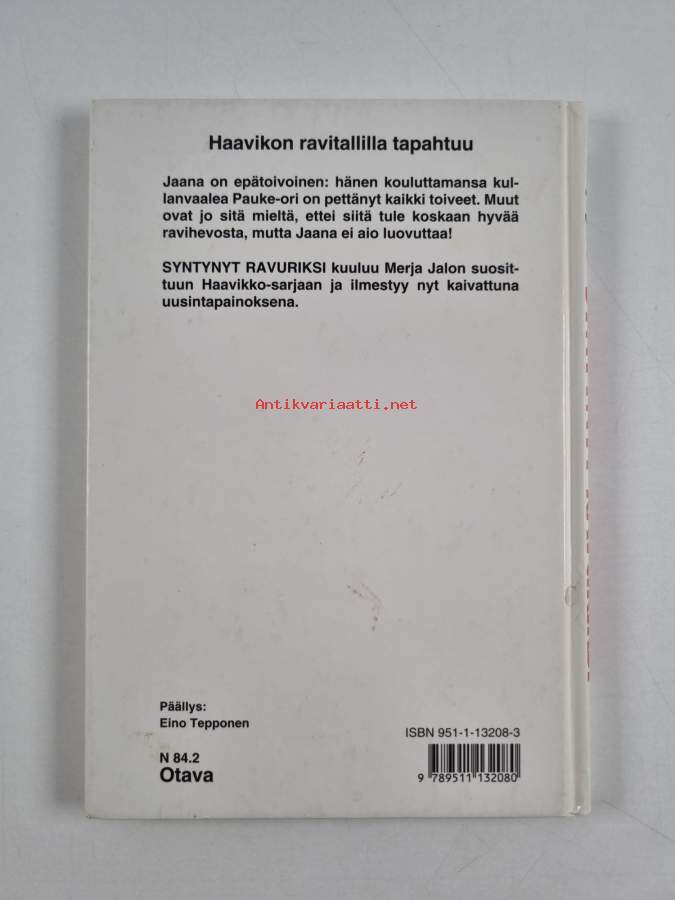 Haavikon ravitallilla tapahtuu
Jaana on epätoivoinen: hänen kouluttamansa kul-
lanvaalea Pauke-ori on pettänyt kaikki toiveet. Muut
ovat jo sitä mieltä, ettei siitä tule koskaan hyvää
ravihevosta, mutta Jaana ei aio luovuttaa!
SYNTYNYT RAVURIKSI kuuluu Merja Jalon suosit-
tuun Haavikko-sarjaan ja ilmestyy nyt kaivattuna
uusintapainoksena.
Antikvariaatti.net
Päällys:
Eino Tepponen
N 84.2
Otava
ISBN 951-1-13208-3
9 789511 132080